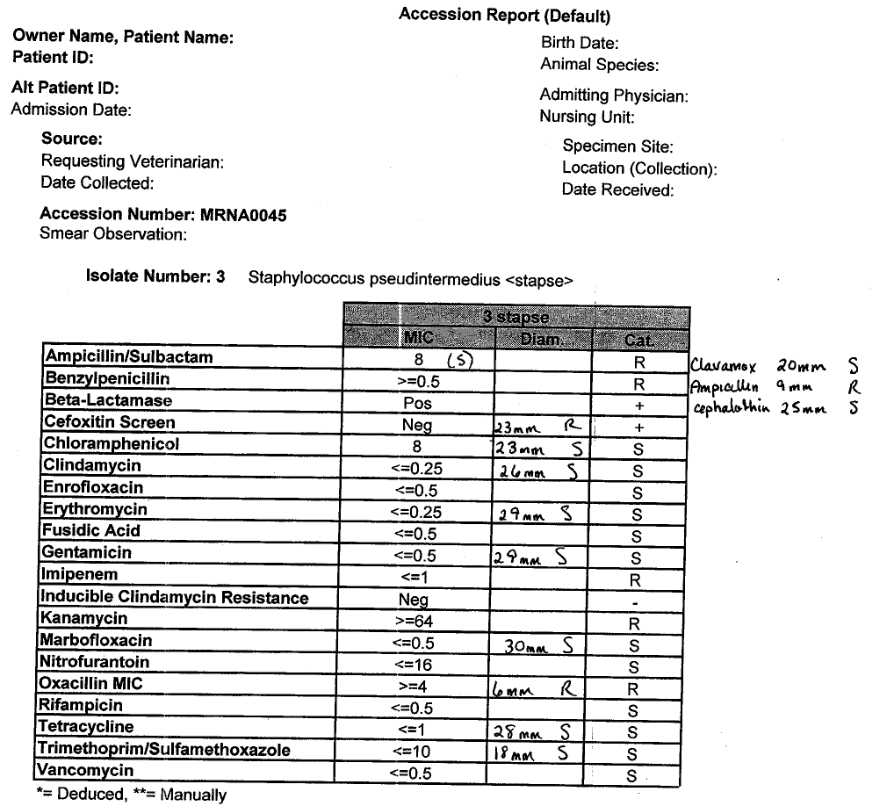 Accession Report (Default)
Owner Name, Patient Name:
Birth Date:
Patient ID:
Animal Species:
Alt Patient ID:
Admitting Physician:
Admission Date:
Nursing Unit:
Source:
Specimen Site:
Requesting Veterinarian:
Location (Collection):
Date Collected:
Date Received:
Accession Number: MRNA0045
Smear Observation:
Isolate Number: 3 Staphylococcus pseudintermedius <stapse>
3 stapse
MIC Diam. Cat.
Ampicillin/Sulbactam 8 (S) R Clavamox 20mm S
Benzylpenicillin >=0.5 R Ampicillin 9mm R
Beta-Lactamase Pos + cephalothin 25mm S
Cefoxitin Screen Neg 23mm R +
Chloramphenicol 8 23mm S S
Clindamycin <=0.25 26mm S S
Enrofloxacin <=0.5 S
Erythromycin <=0.25 29mm S S
Fusidic Acid <=0.5 S
Gentamicin <=0.5 29mm S S
Imipenem <=1 R
Inducible Clindamycin Resistance Neg -
Kanamycin >=64 R
Marbofloxacin <=0.5 30mm S S
Nitrofurantoin <=16 S
Oxacillin MIC >=4 6mm R R
Rifampicin <=0.5 S
Tetracycline <=1 28mm S S
Trimethoprim/Sulfamethoxazole <=10 18mm S S
Vancomycin <=0.5 S
*= Deduced, **= Manually